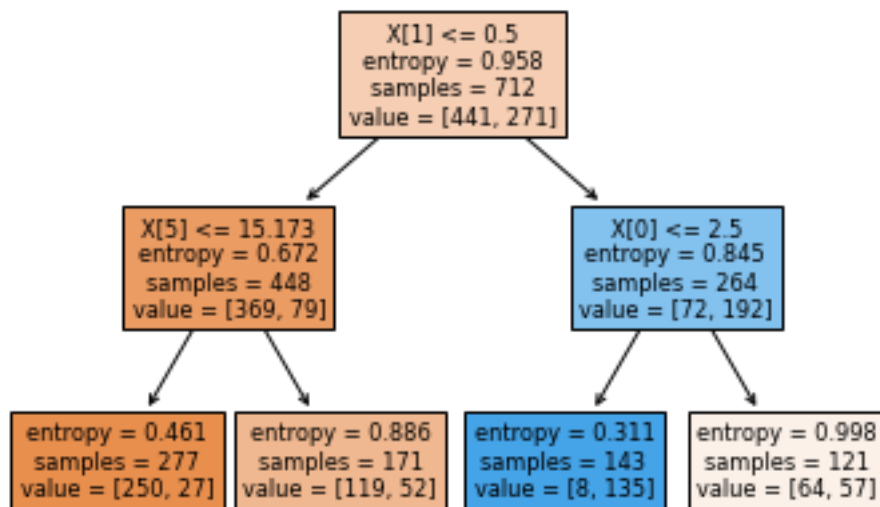 X[1] <= 0.5
entropy = 0.958
samples = 712
value = [441, 271]
X[5] <= 15.173
entropy = 0.672
samples = 448
value = [369, 79]
X[0] <= 2.5
entropy = 0.845
samples = 264
value = [72, 192]
entropy = 0.461
samples = 277
value = [250, 27]
entropy = 0.886
samples = 171
value = [119, 52]
entropy = 0.311
samples = 143
value = [8, 135]
entropy = 0.998
samples = 121
value = [64, 57]